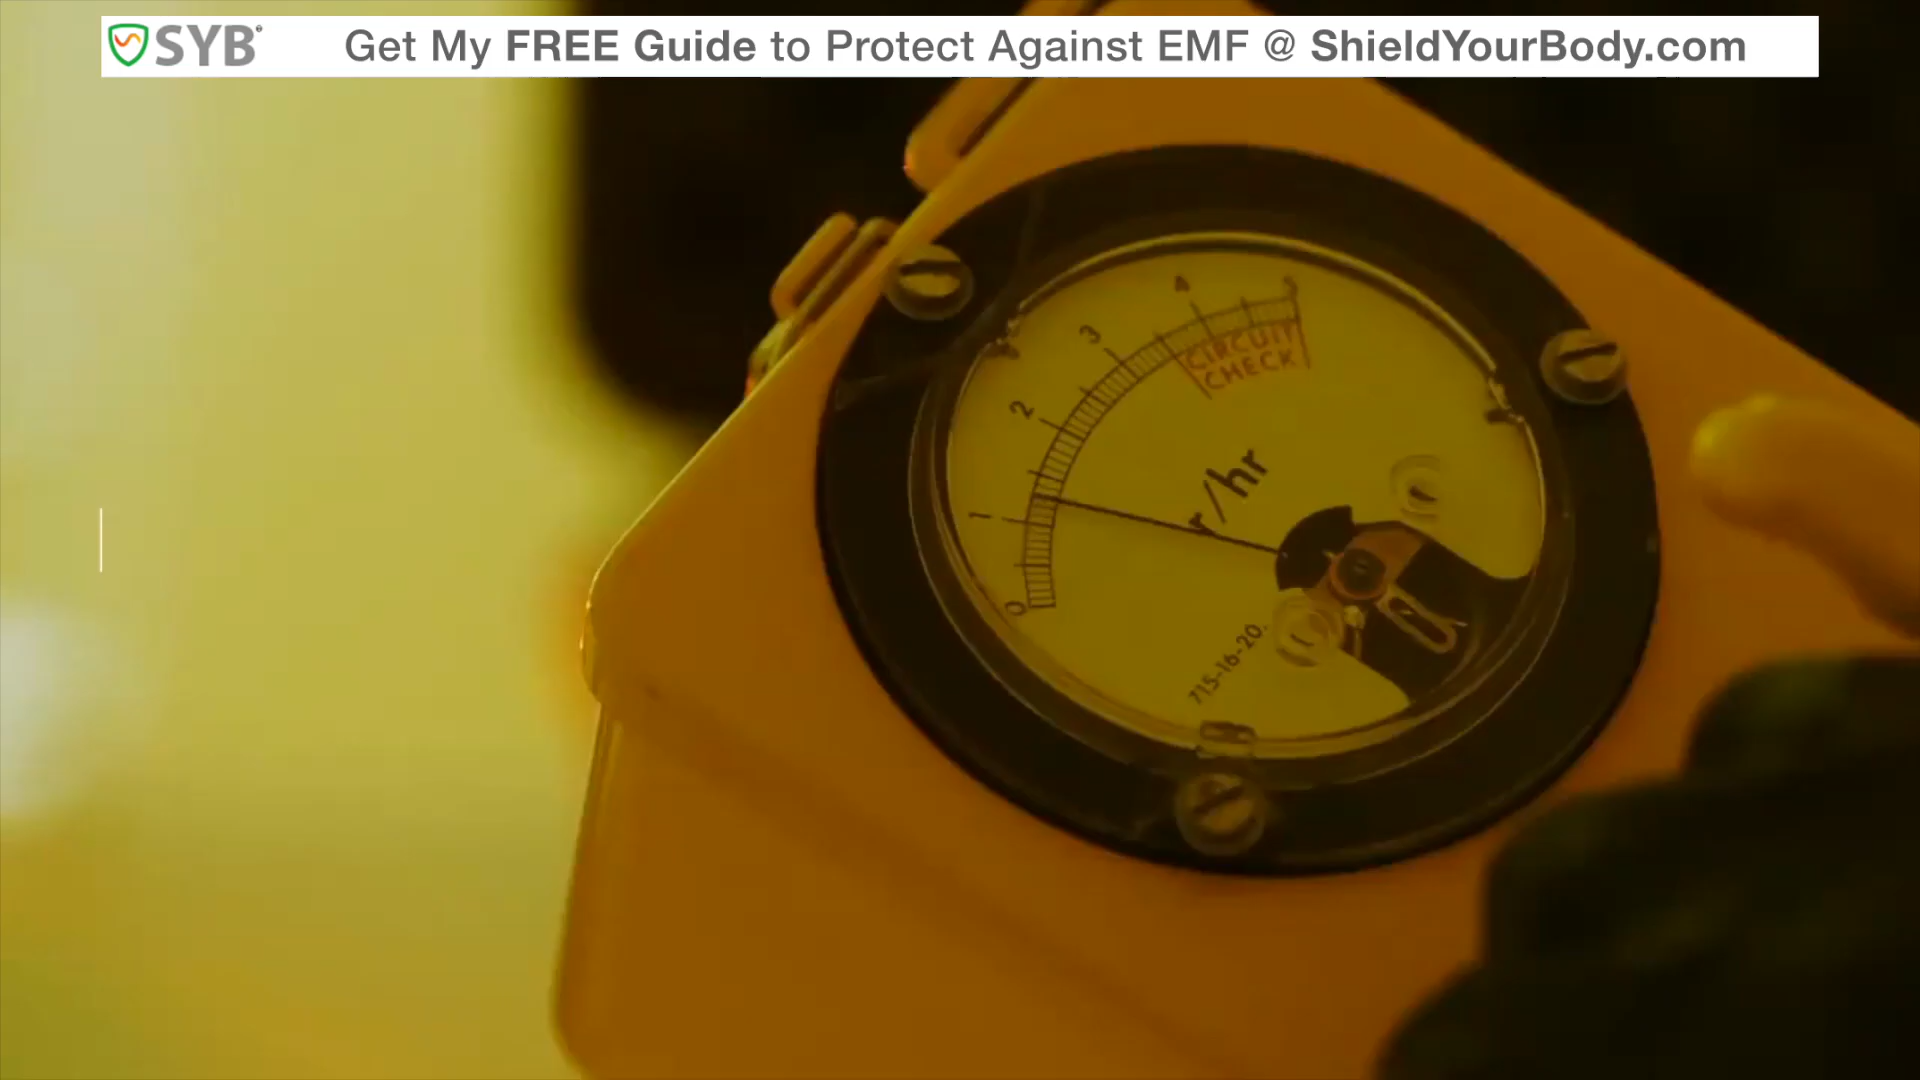 SYB®
Get My FREE Guide to Protect Against EMF @ ShieldYourBody.com
0
1
2
3
4
5
CIRCUIT
CHECK
r/hr
715-16-20.